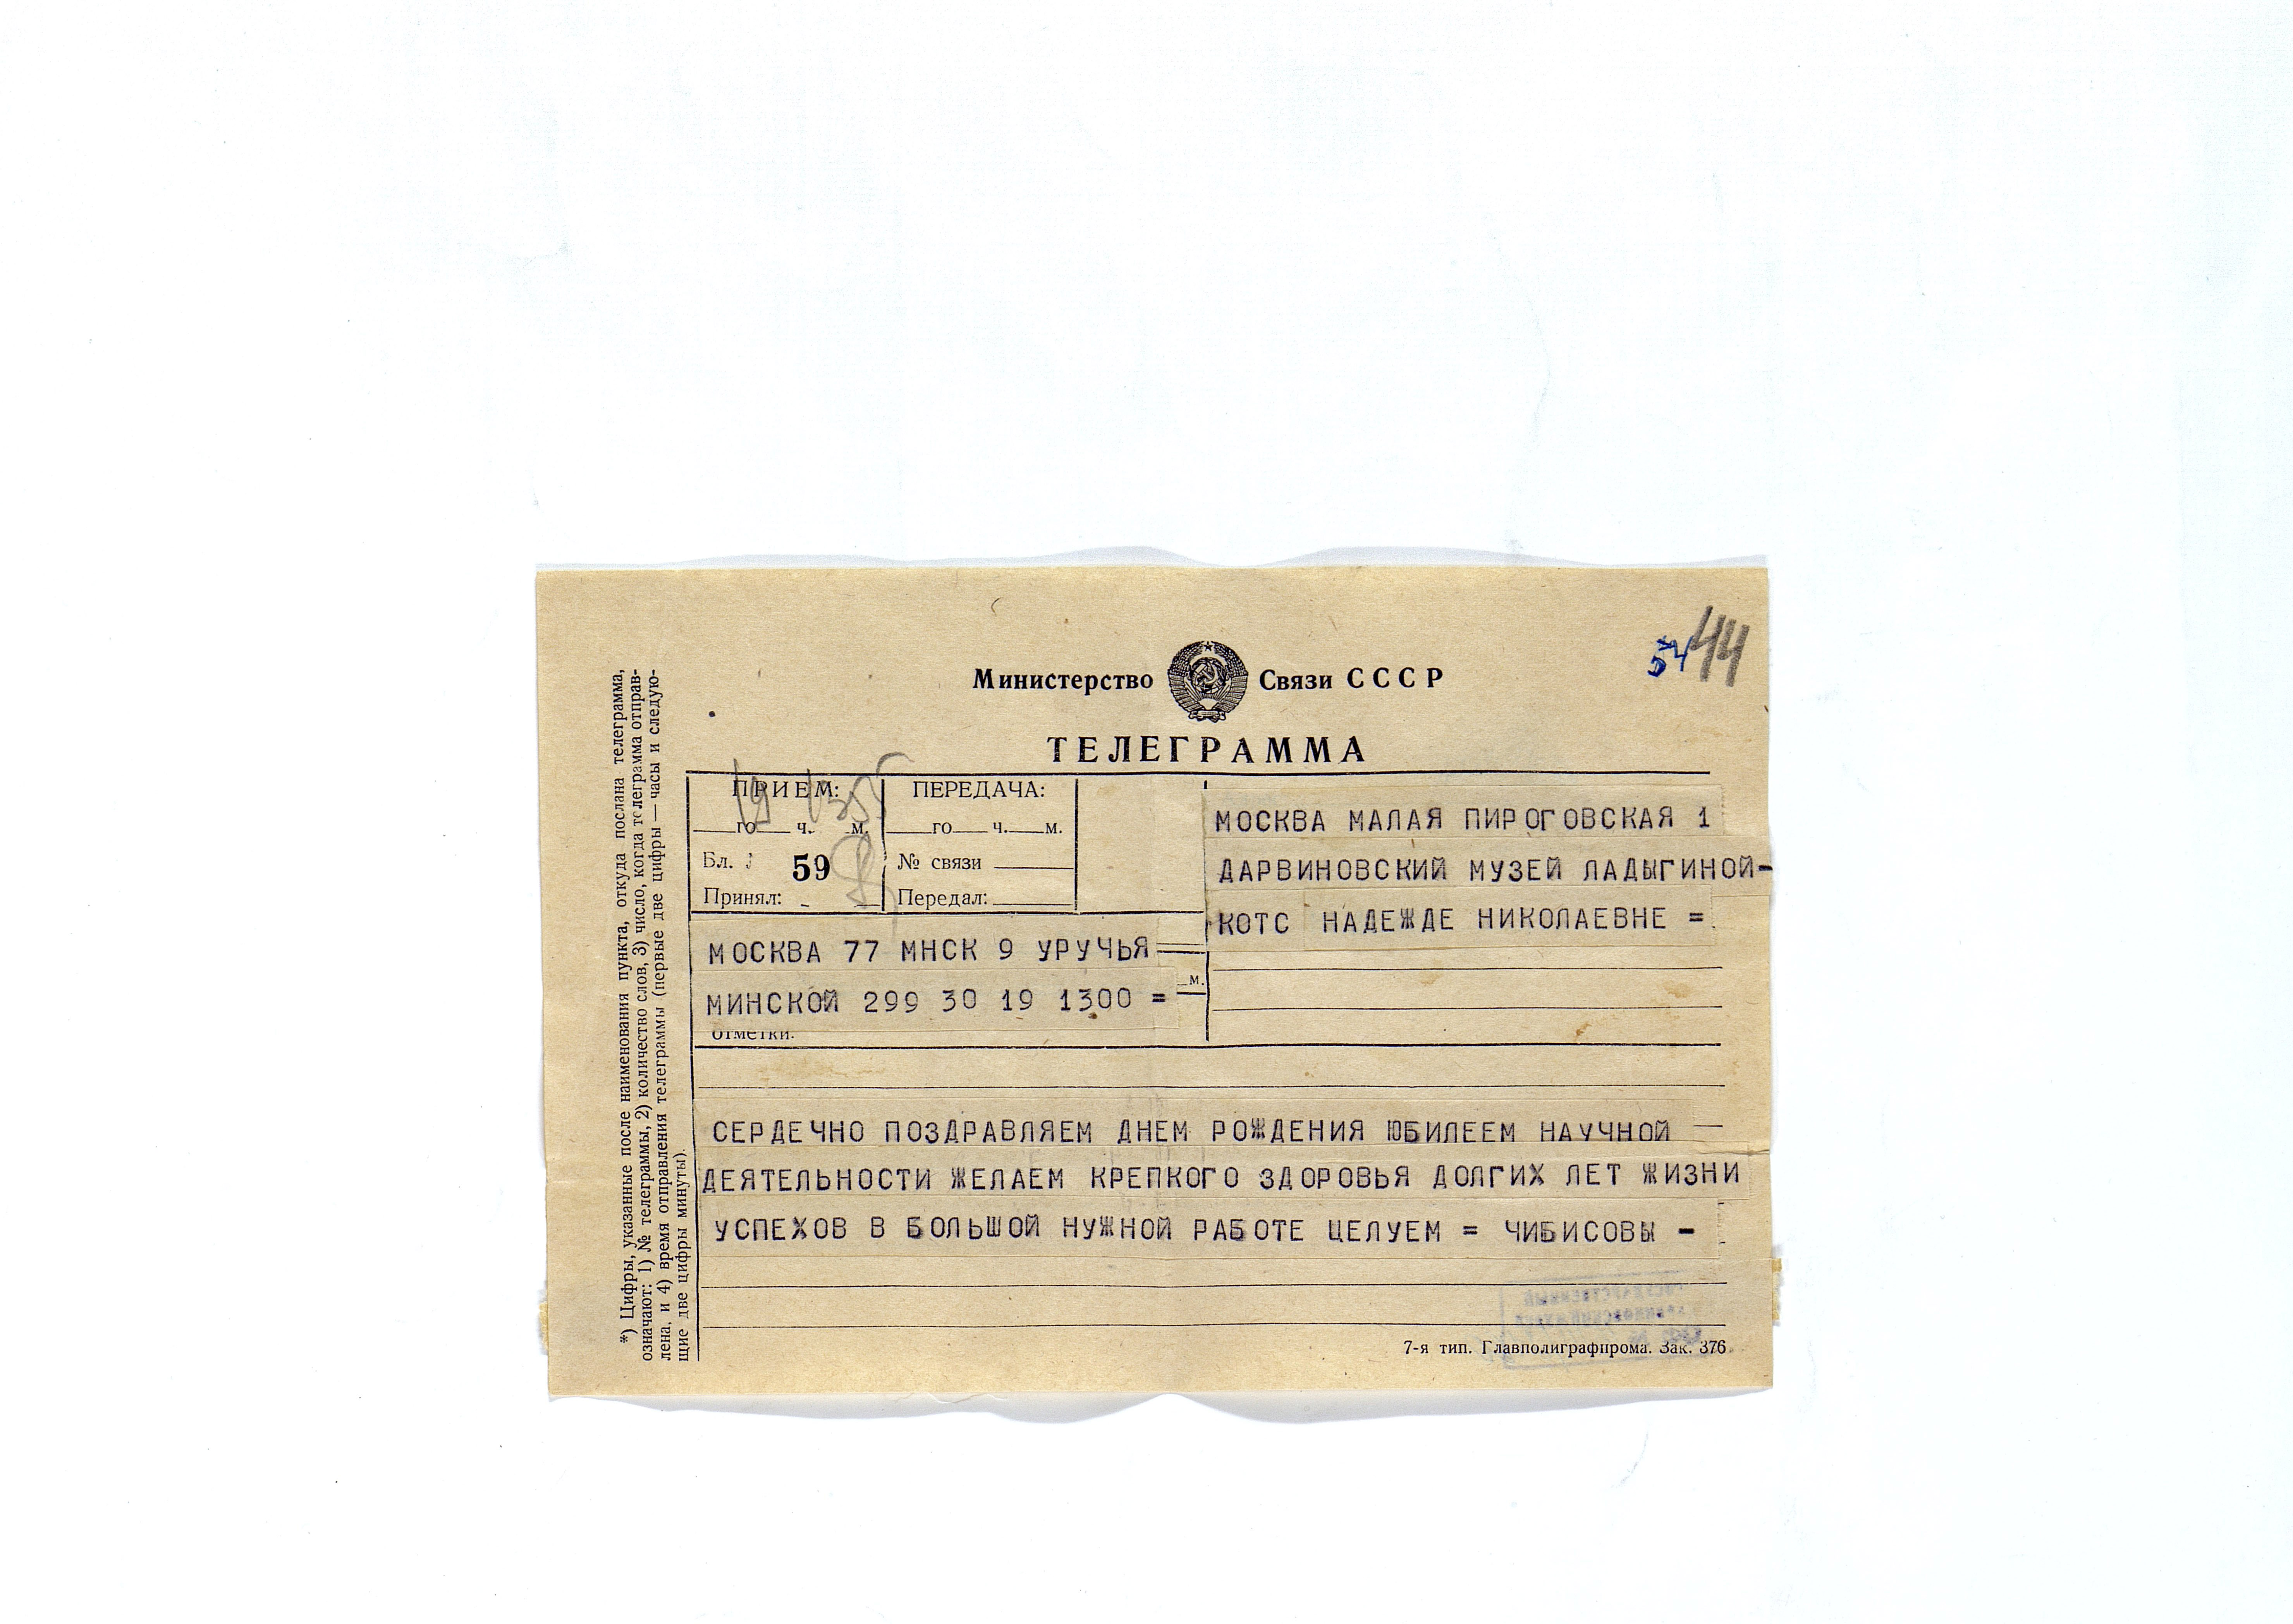 54 44
Министерство Связи СССР
ТЕЛЕГРАММА
ПРИЕМ:
19 1355
го ч. м.
Бл. 59
Принял:
ПЕРЕДАЧА:
го ч. м.
№ связи
Передал:
МОСКВА МАЛАЯ ПИРОГОВСКАЯ 1
ДАРВИНОВСКИЙ МУЗЕЙ ЛАДЫГИНОЙ-
КОТС НАДЕЖДЕ НИКОЛАЕВНЕ =
МОСКВА 77 МНСК 9 УРУЧЬЯ
м.
МИНСКОЙ 299 30 19 1300 =
отметки:
СЕРДЕЧНО ПОЗДРАВЛЯЕМ ДНЕМ РОЖДЕНИЯ ЮБИЛЕЕМ НАУЧНОЙ
ДЕЯТЕЛЬНОСТИ ЖЕЛАЕМ КРЕПКОГО ЗДОРОВЬЯ ДОЛГИХ ЛЕТ ЖИЗНИ
УСПЕХОВ В БОЛЬШОЙ НУЖНОЙ РАБОТЕ ЦЕЛУЕМ = ЧИБИСОВЫ -
7-я тип. Главполиграфпрома. Зак. 376
*) Цифры, указанные после наименования пункта, откуда послана телеграмма,
означают: 1) № телеграммы, 2) количество слов, 3) число, когда телеграмма отправ-
лена, и 4) время отправления телеграммы (первые две цифры — часы и следую-
щие две цифры минуты).